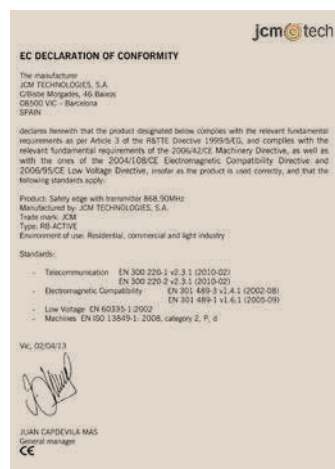 jcm tech
EC DECLARATION OF CONFORMITY
The manufacturer
JCM TECHNOLOGIES, S.A.
C/Bisbe Morgades, 46 Baixos
08500 VIC – Barcelona
SPAIN
declares herewith that the product designated below complies with the relevant fundamental
requirements as per Article 3 of the R&TTE Directive 1999/5/EG, and complies with the
relevant fundamental requirements of the 2006/42/CE Machinery Directive, as well as
with the ones of the 2004/108/CE Electromagnetic Compatibility Directive and
2006/95/CE Low Voltage Directive, insofar as the product is used correctly, and that the
following standards apply:
Product: Safety edge with transmitter 868,90MHz
Manufactured by: JCM TECHNOLOGIES, S.A.
Trade mark: JCM
Type: RB-ACTIVE
Environment of use: Residential, commercial and light industry
Standards:
- Telecommunication EN 300 220-1 v2.3.1 (2010-02)
EN 300 220-2 v2.3.1 (2010-02)
- Electromagnetic Compatibility EN 301 489-3 v1.4.1 (2002-08)
EN 301 489-1 v1.6.1 (2005-09)
- Low Voltage EN 60335-1:2002
- Machines EN ISO 13849-1: 2008, category 2, P, d
Vic, 02/04/13
JUAN CAPDEVILA MAS
General manager
CE